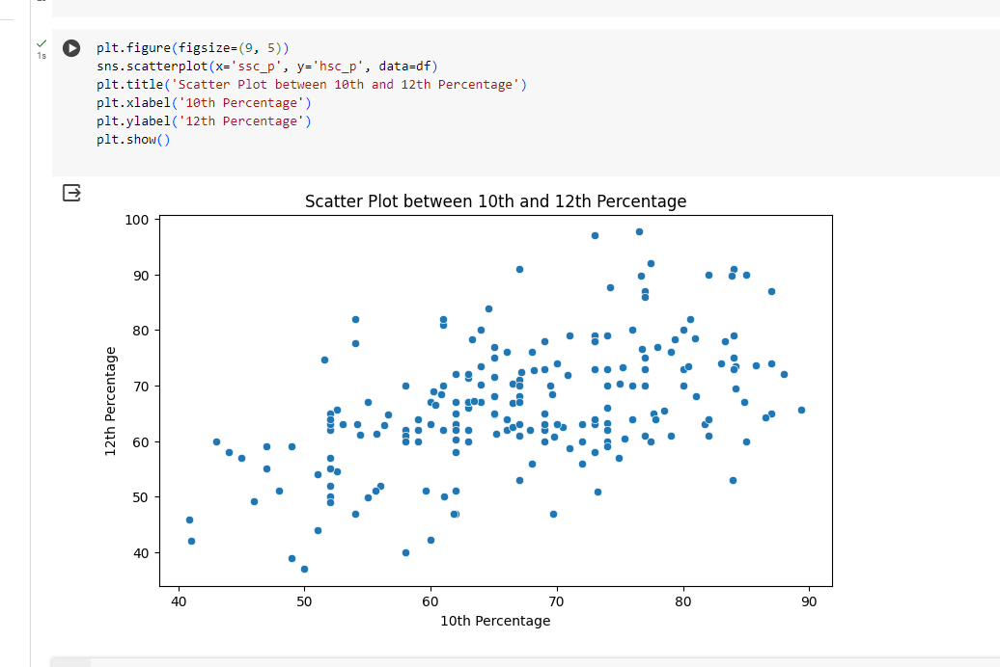 1s
plt.figure(figsize=(9, 5))
sns.scatterplot(x='ssc_p', y='hsc_p', data=df)
plt.title('Scatter Plot between 10th and 12th Percentage')
plt.xlabel('10th Percentage')
plt.ylabel('12th Percentage')
plt.show()
Scatter Plot between 10th and 12th Percentage
100
90
80
70
60
50
40
12th Percentage
40 50 60 70 80 90
10th Percentage